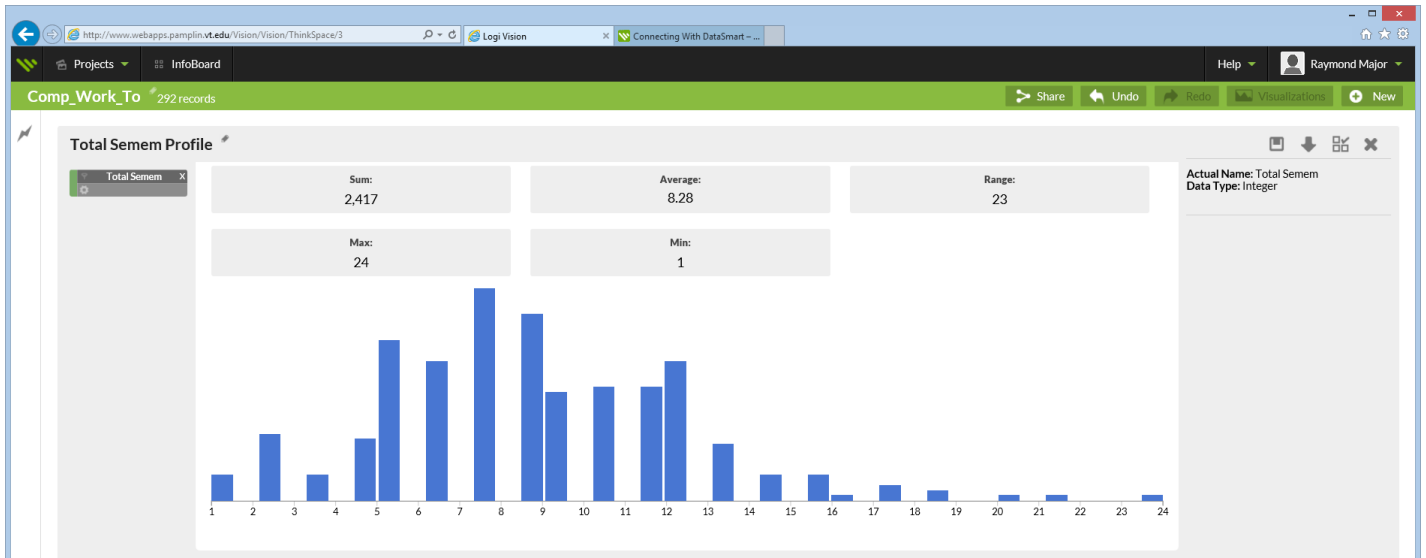 http://www.webapps.pamplin.vt.edu/Vision/Vision/ThinkSpace/3
Logi Vision
Connecting With DataSmart – ...
Projects
InfoBoard
Help
Raymond Major
Comp_Work_To
292 records
Share
Undo
Redo
Visualizations
New
Total Semem Profile
Total Semem X
Sum:
2,417
Average:
8.28
Range:
23
Max:
24
Min:
1
Actual Name: Total Semem
Data Type: Integer
1 2 3 4 5 6 7 8 9 10 11 12 13 14 15 16 17 18 19 20 21 22 23 24